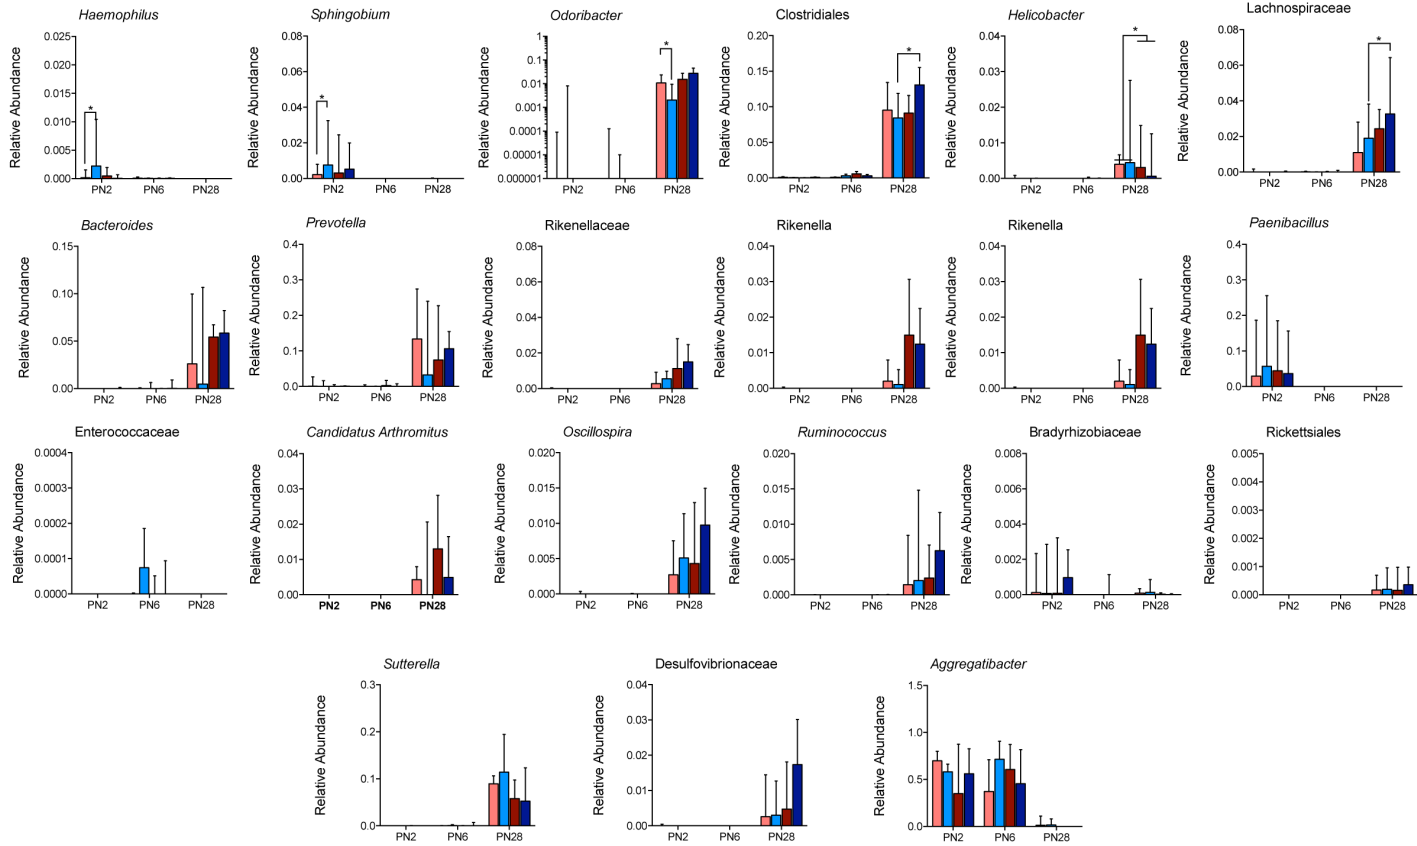 Haemophilus
Relative Abundance
0.025
0.020
0.015
0.010
0.005
0.000
*
PN2 PN6 PN28
Sphingobium
Relative Abundance
0.08
0.06
0.04
0.02
0.00
*
PN2 PN6 PN28
Odoribacter
Relative Abundance
1
0.1
0.01
0.001
0.0001
0.00001
0.000001
*
PN2 PN6 PN28
Clostridiales
Relative Abundance
0.20
0.15
0.10
0.05
0.00
*
PN2 PN6 PN28
Helicobacter
Relative Abundance
0.04
0.03
0.02
0.01
0.00
*
PN2 PN6 PN28
Lachnospiraceae
Relative Abundance
0.08
0.06
0.04
0.02
0.00
*
PN2 PN6 PN28
Bacteroides
Relative Abundance
0.15
0.10
0.05
0.00
PN2 PN6 PN28
Prevotella
Relative Abundance
0.4
0.3
0.2
0.1
0.0
PN2 PN6 PN28
Rikenellaceae
Relative Abundance
0.08
0.06
0.04
0.02
0.00
PN2 PN6 PN28
Rikenella
Relative Abundance
0.04
0.03
0.02
0.01
0.00
PN2 PN6 PN28
Rikenella
Relative Abundance
0.04
0.03
0.02
0.01
0.00
PN2 PN6 PN28
Paenibacillus
Relative Abundance
0.4
0.3
0.2
0.1
0.0
PN2 PN6 PN28
Enterococcaceae
Relative Abundance
0.0004
0.0003
0.0002
0.0001
0.0000
PN2 PN6 PN28
Candidatus Arthromitus
Relative Abundance
0.04
0.03
0.02
0.01
0.00
PN2 PN6 PN28
Oscillospira
Relative Abundance
0.020
0.015
0.010
0.005
0.000
PN2 PN6 PN28
Ruminococcus
Relative Abundance
0.020
0.015
0.010
0.005
0.000
PN2 PN6 PN28
Bradyrhizobiaceae
Relative Abundance
0.008
0.006
0.004
0.002
0.000
PN2 PN6 PN28
Rickettsiales
Relative Abundance
0.005
0.004
0.003
0.002
0.001
0.000
PN2 PN6 PN28
Sutterella
Relative Abundance
0.3
0.2
0.1
0.0
PN2 PN6 PN28
Desulfovibrionaceae
Relative Abundance
0.04
0.03
0.02
0.01
0.00
PN2 PN6 PN28
Aggregatibacter
Relative Abundance
1.5
1.0
0.5
0.0
PN2 PN6 PN28